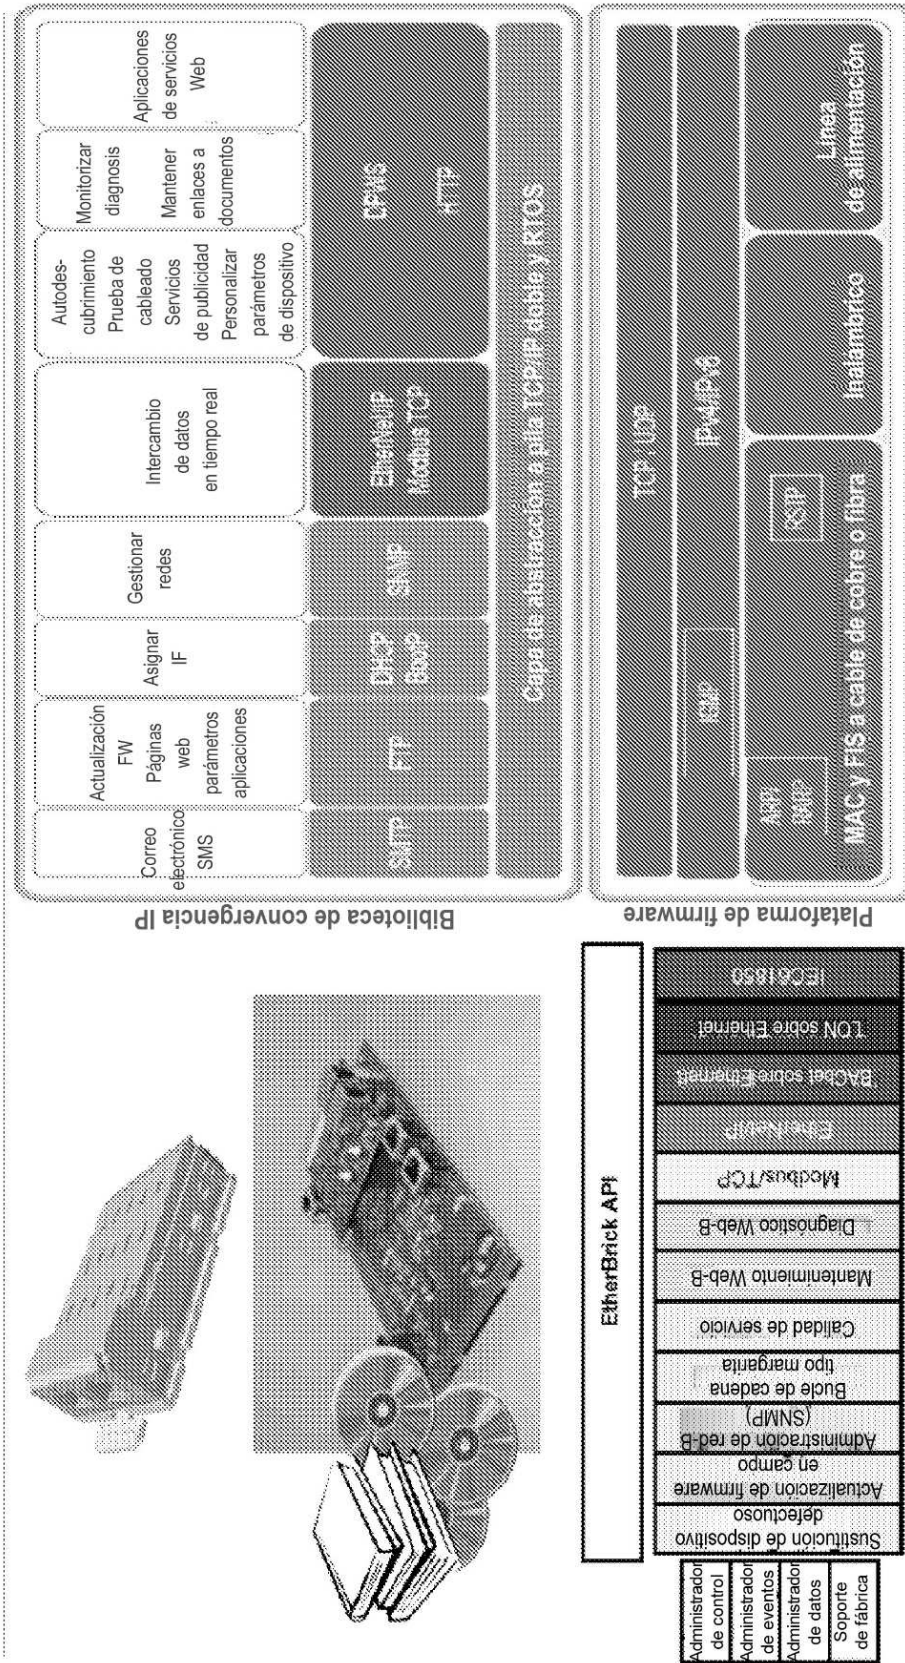 Correo
electrónico
SMS
Actualización
FW
Páginas
web
parámetros
aplicaciones
Asignar
IF
Gestionar
redes
Intercambio
de datos
en tiempo real
Autodes-
cubrimiento
Prueba de
cableado
Servicios
de publicidad
Personalizar
parámetros
de dispositivo
Monitorizar
diagnosis
Mantener
enlaces a
documentos
Aplicaciones
de servicios
Web
SMTP
FTP
DHCP
BootP
SNMP
EtherNet/IP
Modbus TCP
DPWS
HTTP
Capa de abstracción a pila TCP/IP doble y RTOS
Biblioteca de convergencia IP
TCP / UDP
ICMP
IPv4/IPv6
ARP/
RARP
RSTP
MAC y FIS a cable de cobre o fibra
Inalambrico
Línea
de alimentación
Plataforma de firmware
EtherBrick API
Sustitución de dispositivo
defectuoso
Actualización de firmware
en campo
Administración de red-B
(SNMP)
Bucle de cadena
tipo margarita
Calidad de servicio
Mantenimiento Web-B
Diagnóstico Web-B
Modbus/TCP
EtherNet/IP
BACbet sobre Ethernett
LON sobre Ethernet
IEC61850
Administrador
de control
Administrador
de eventos
Administrador
de datos
Soporte
de fábrica